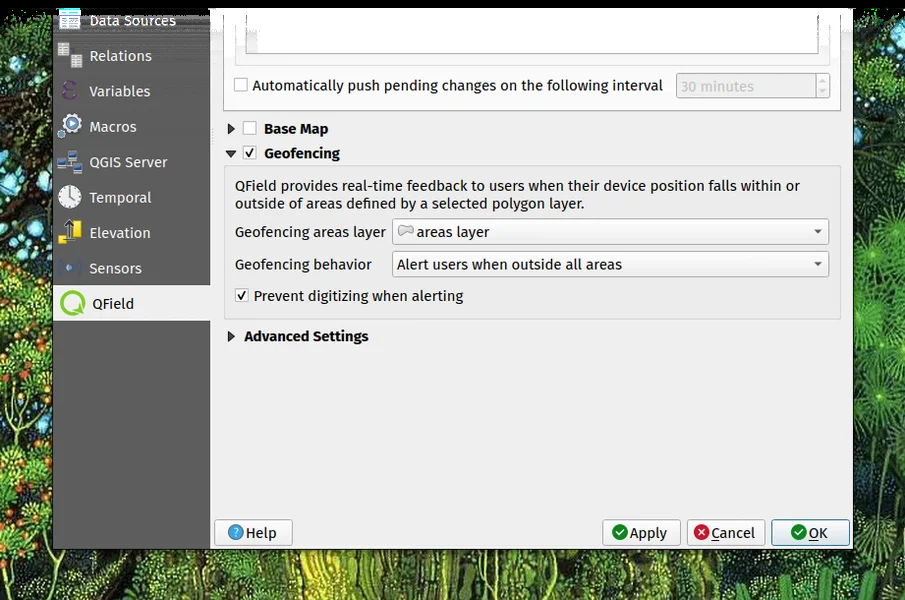 Data Sources
Relations
Variables
Macros
QGIS Server
Temporal
Elevation
Sensors
QField
Automatically push pending changes on the following interval 30 minutes
Base Map
Geofencing
QField provides real-time feedback to users when their device position falls within or
outside of areas defined by a selected polygon layer.
Geofencing areas layer areas layer
Geofencing behavior Alert users when outside all areas
Prevent digitizing when alerting
Advanced Settings
Help Apply Cancel OK